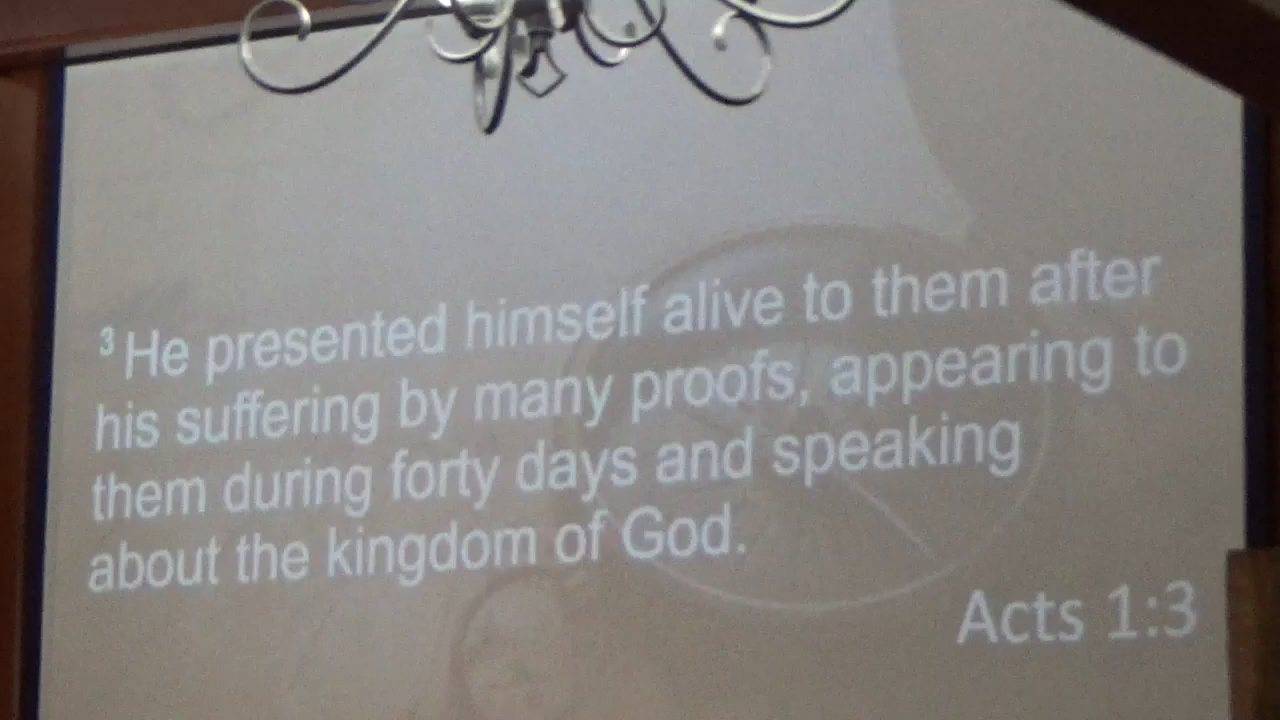 3 He presented himself alive to them after
his suffering by many proofs, appearing to
them during forty days and speaking
about the kingdom of God.
Acts 1:3